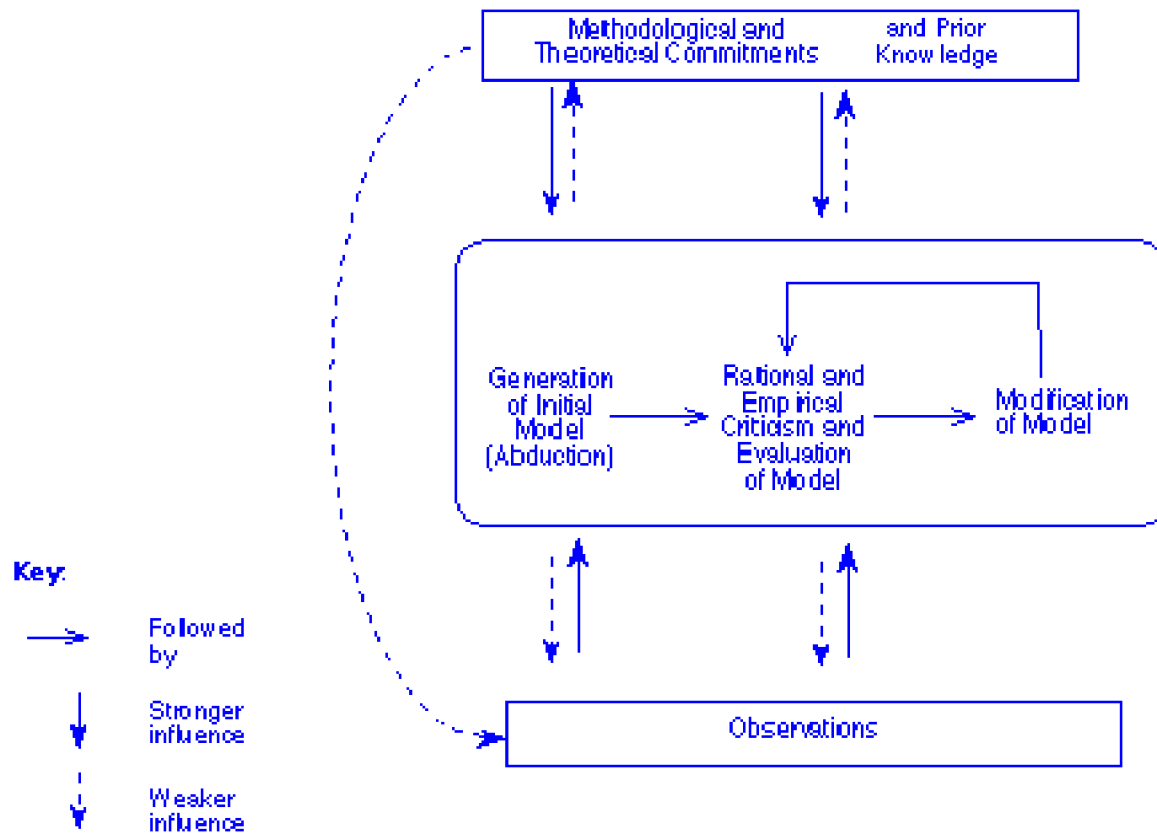 Methodological and and Prior
Theoretical Commitments Knowledge
Generation
of Initial
Model
(Abduction)
Rational and
Empirical
Criticism and
Evaluation
of Model
Modification
of Model
Key:
Followed
by
Stronger
influence
Weaker
influence
Observations